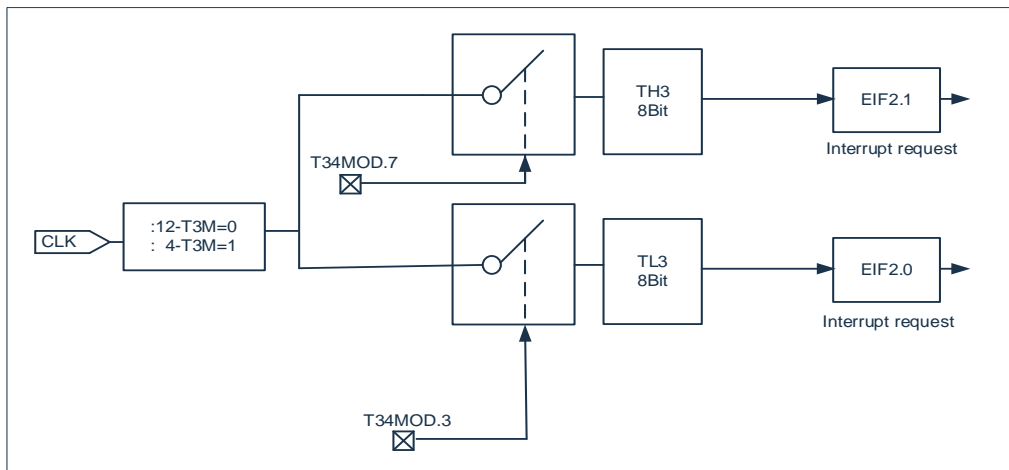 TH3
8Bit
EIF2.1
Interrupt request
T34MOD.7
CLK
:12-T3M=0
: 4-T3M=1
TL3
8Bit
EIF2.0
Interrupt request
T34MOD.3